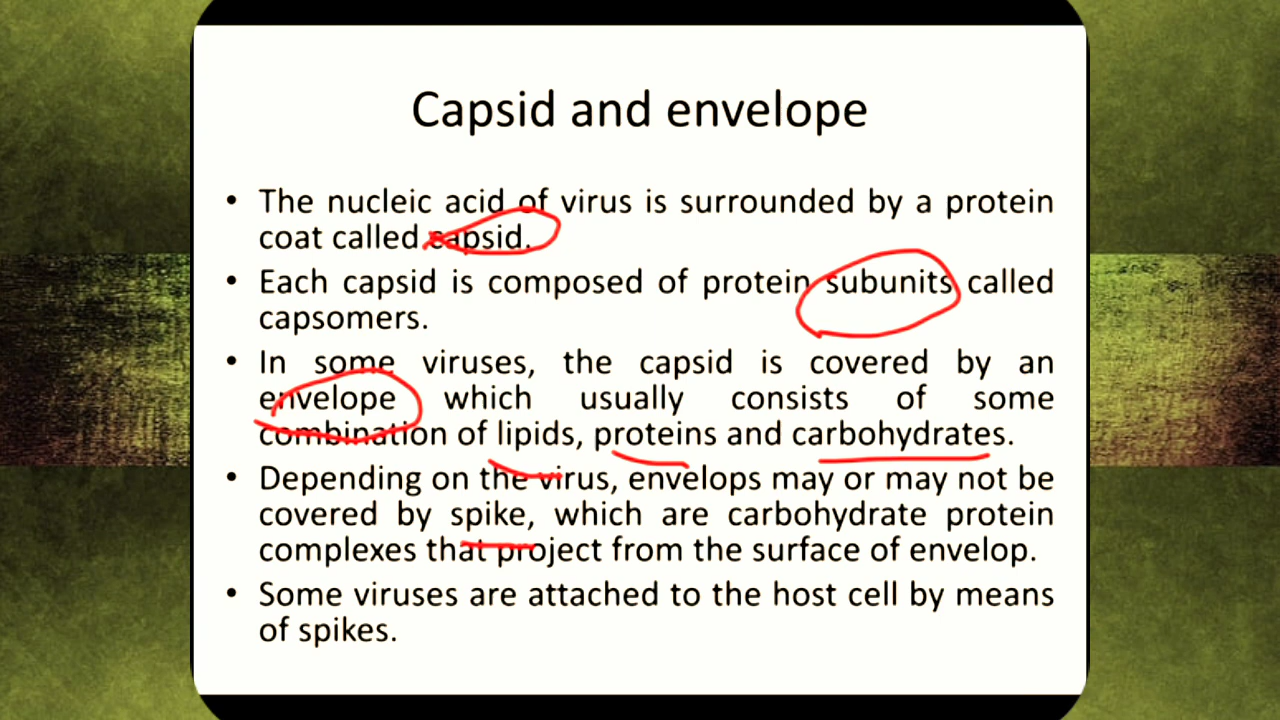 Capsid and envelope
• The nucleic acid of virus is surrounded by a protein
coat called capsid.
• Each capsid is composed of protein subunits called
capsomers.
• In some viruses, the capsid is covered by an
envelope which usually consists of some
combination of lipids, proteins and carbohydrates.
• Depending on the virus, envelops may or may not be
covered by spike, which are carbohydrate protein
complexes that project from the surface of envelop.
• Some viruses are attached to the host cell by means
of spikes.